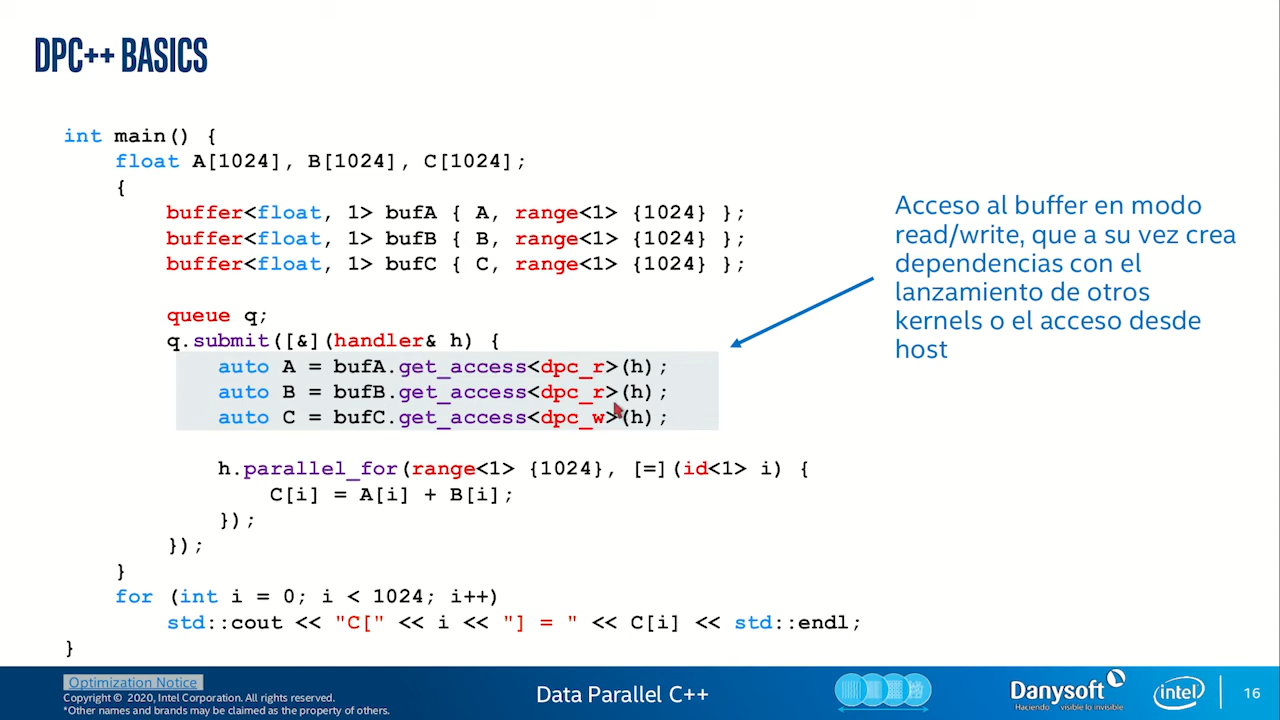 DPC++ BASICS
int main() {
float A[1024], B[1024], C[1024];
{
buffer<float, 1> bufA { A, range<1> {1024} };
buffer<float, 1> bufB { B, range<1> {1024} };
buffer<float, 1> bufC { C, range<1> {1024} };
queue q;
q.submit([&](handler& h) {
auto A = bufA.get_access<dpc_r>(h);
auto B = bufB.get_access<dpc_r>(h);
auto C = bufC.get_access<dpc_w>(h);
h.parallel_for(range<1> {1024}, [=](id<1> i) {
C[i] = A[i] + B[i];
});
});
}
for (int i = 0; i < 1024; i++)
std::cout << "C[" << i << "] = " << C[i] << std::endl;
}
Acceso al buffer en modo
read/write, que a su vez crea
dependencias con el
lanzamiento de otros
kernels o el acceso desde
host
Optimization Notice
Copyright © 2020, Intel Corporation. All rights reserved.
*Other names and brands may be claimed as the property of others.
Data Parallel C++
Danysoft
Haciendo visible lo invisible
intel
16